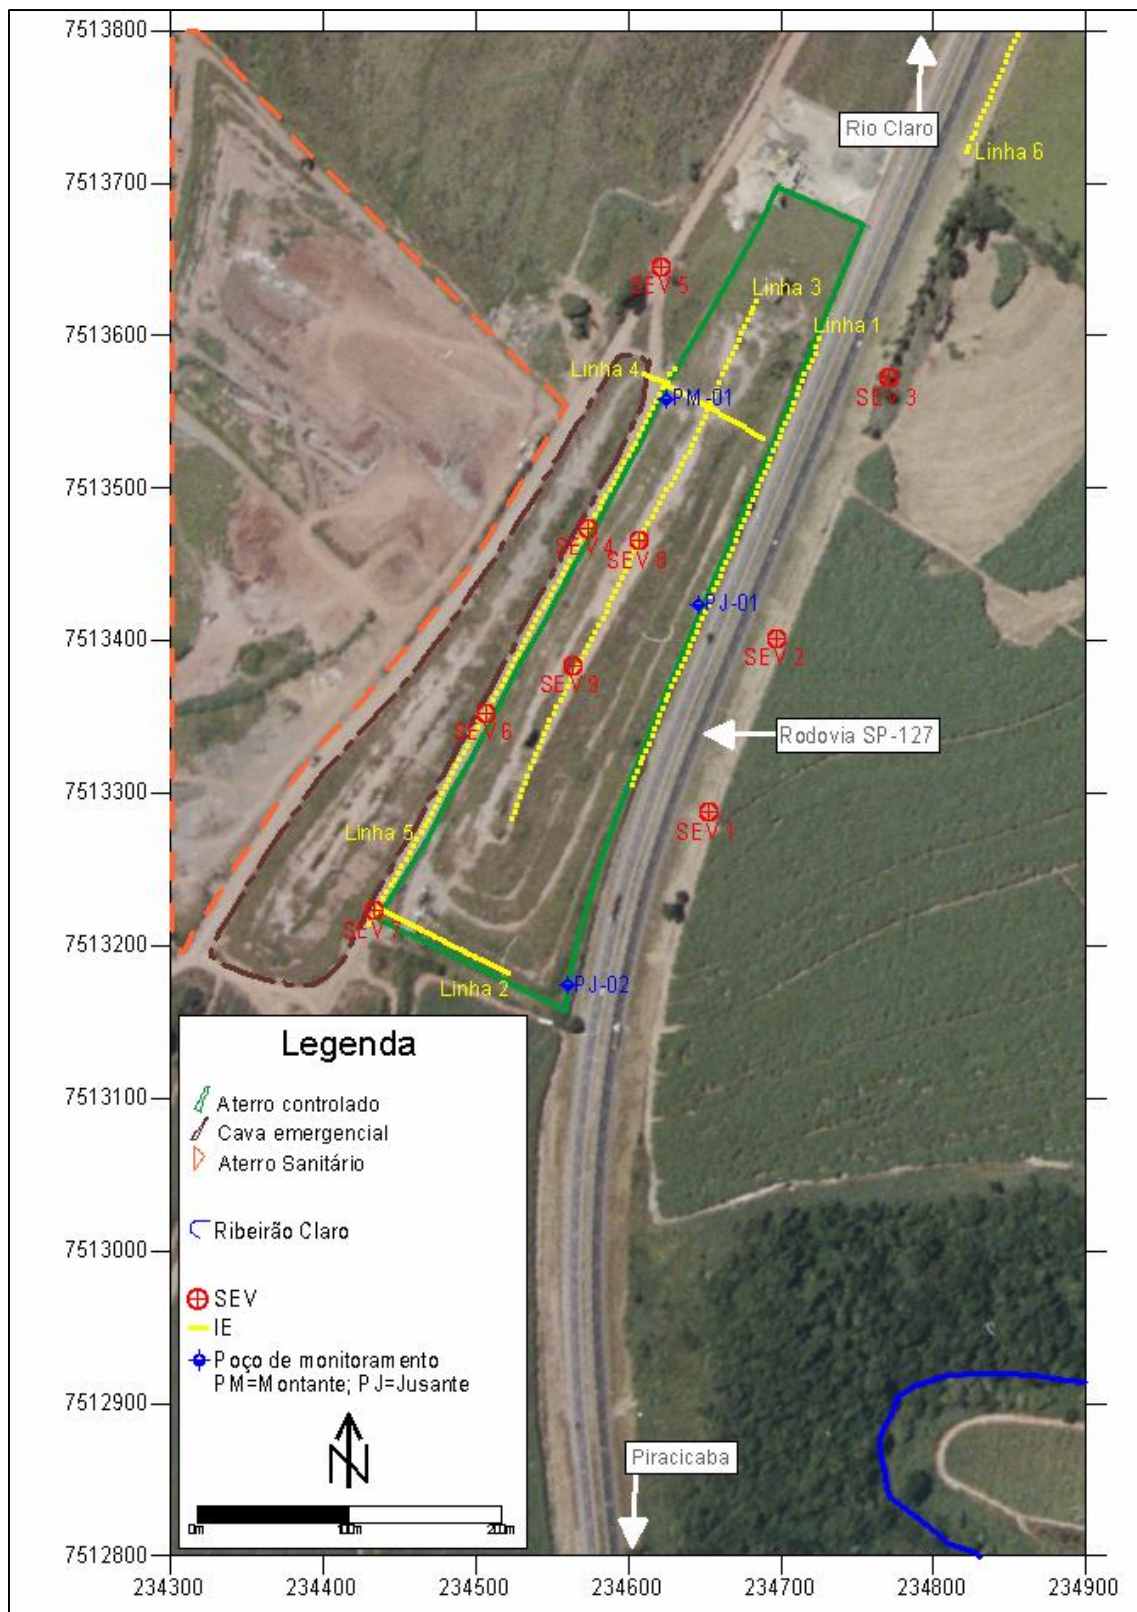 7513800
Rio Claro
Linha 6
7513700
SEV 5
Linha 3
Linha 1
7513600
Linha 4
SEV 3
PM-01
7513500
SEV 4
SEV 8
PJ-01
7513400
SEV 2
SEV 9
SEV 6
Rodovia SP-127
7513300
SEV 1
Linha 5
SEV 7
7513200
Linha 2
PJ-02
Legenda
7513100
Aterro controlado
Cava emergencial
Aterro Sanitário
Ribeirão Claro
7513000
SEV
IE
Poço de monitoramento
PM=Montante; PJ=Jusante
7512900
N
Piracicaba
0m 100m 200m
7512800
234300 234400 234500 234600 234700 234800 234900